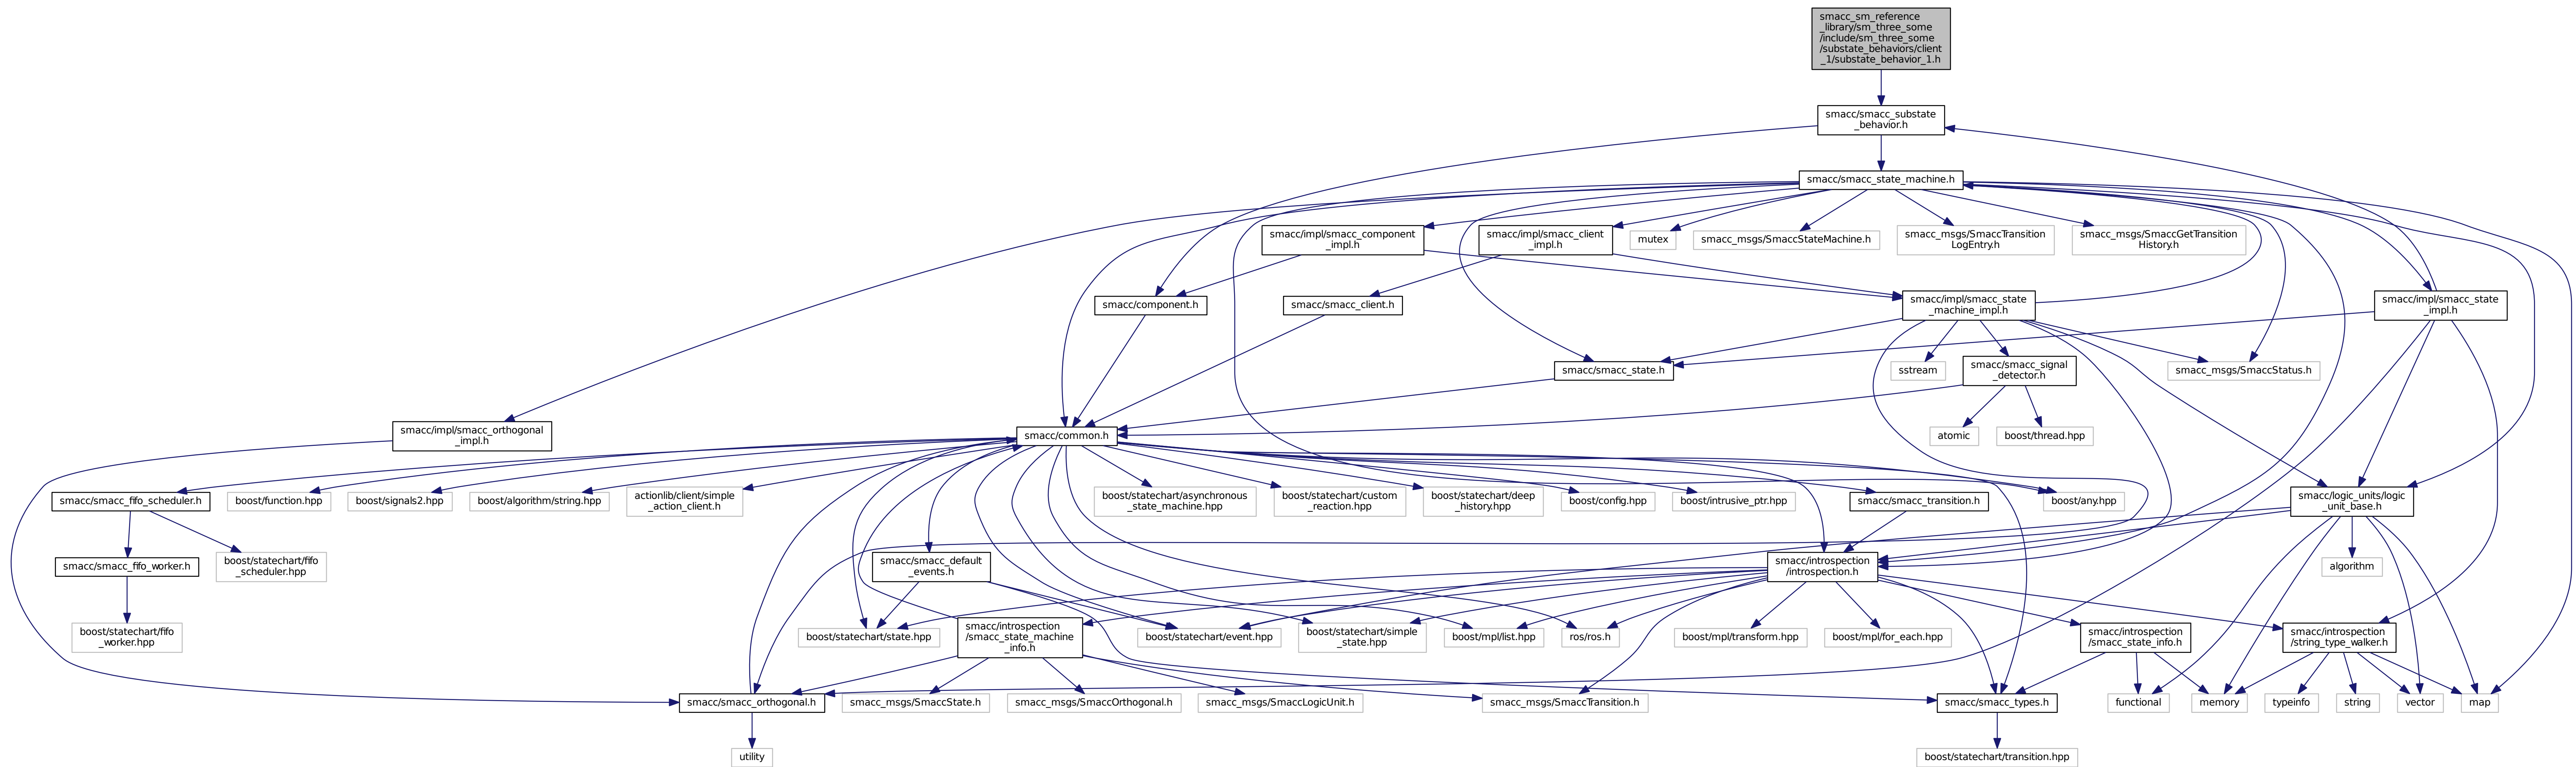 smacc_sm_reference
_library/sm_three_some
/include/sm_three_some
/substate_behaviors/client
_1/substate_behavior_1.h
smacc/smacc_substate
_behavior.h
smacc/smacc_state_machine.h
smacc/impl/smacc_component
_impl.h
smacc/impl/smacc_client
_impl.h
mutex
smacc_msgs/SmaccStateMachine.h
smacc_msgs/SmaccTransition
LogEntry.h
smacc_msgs/SmaccGetTransition
History.h
smacc/component.h
smacc/smacc_client.h
smacc/impl/smacc_state
_machine_impl.h
smacc/impl/smacc_state
_impl.h
smacc/smacc_state.h
sstream
smacc/smacc_signal
_detector.h
smacc_msgs/SmaccStatus.h
smacc/impl/smacc_orthogonal
_impl.h
smacc/common.h
atomic
boost/thread.hpp
smacc/smacc_fifo_scheduler.h
boost/function.hpp
boost/signals2.hpp
boost/algorithm/string.hpp
actionlib/client/simple
_action_client.h
boost/statechart/asynchronous
_state_machine.hpp
boost/statechart/custom
_reaction.hpp
boost/statechart/deep
_history.hpp
boost/config.hpp
boost/intrusive_ptr.hpp
smacc/smacc_transition.h
boost/any.hpp
smacc/logic_units/logic
_unit_base.h
smacc/smacc_fifo_worker.h
boost/statechart/fifo
_scheduler.hpp
smacc/smacc_default
_events.h
smacc/introspection
/introspection.h
algorithm
boost/statechart/fifo
_worker.hpp
boost/statechart/state.hpp
smacc/introspection
/smacc_state_machine
_info.h
boost/statechart/event.hpp
boost/statechart/simple
_state.hpp
boost/mpl/list.hpp
ros/ros.h
boost/mpl/transform.hpp
boost/mpl/for_each.hpp
smacc/introspection
/smacc_state_info.h
smacc/introspection
/string_type_walker.h
smacc/smacc_orthogonal.h
smacc_msgs/SmaccState.h
smacc_msgs/SmaccOrthogonal.h
smacc_msgs/SmaccLogicUnit.h
smacc_msgs/SmaccTransition.h
smacc/smacc_types.h
functional
memory
typeinfo
string
vector
map
utility
boost/statechart/transition.hpp